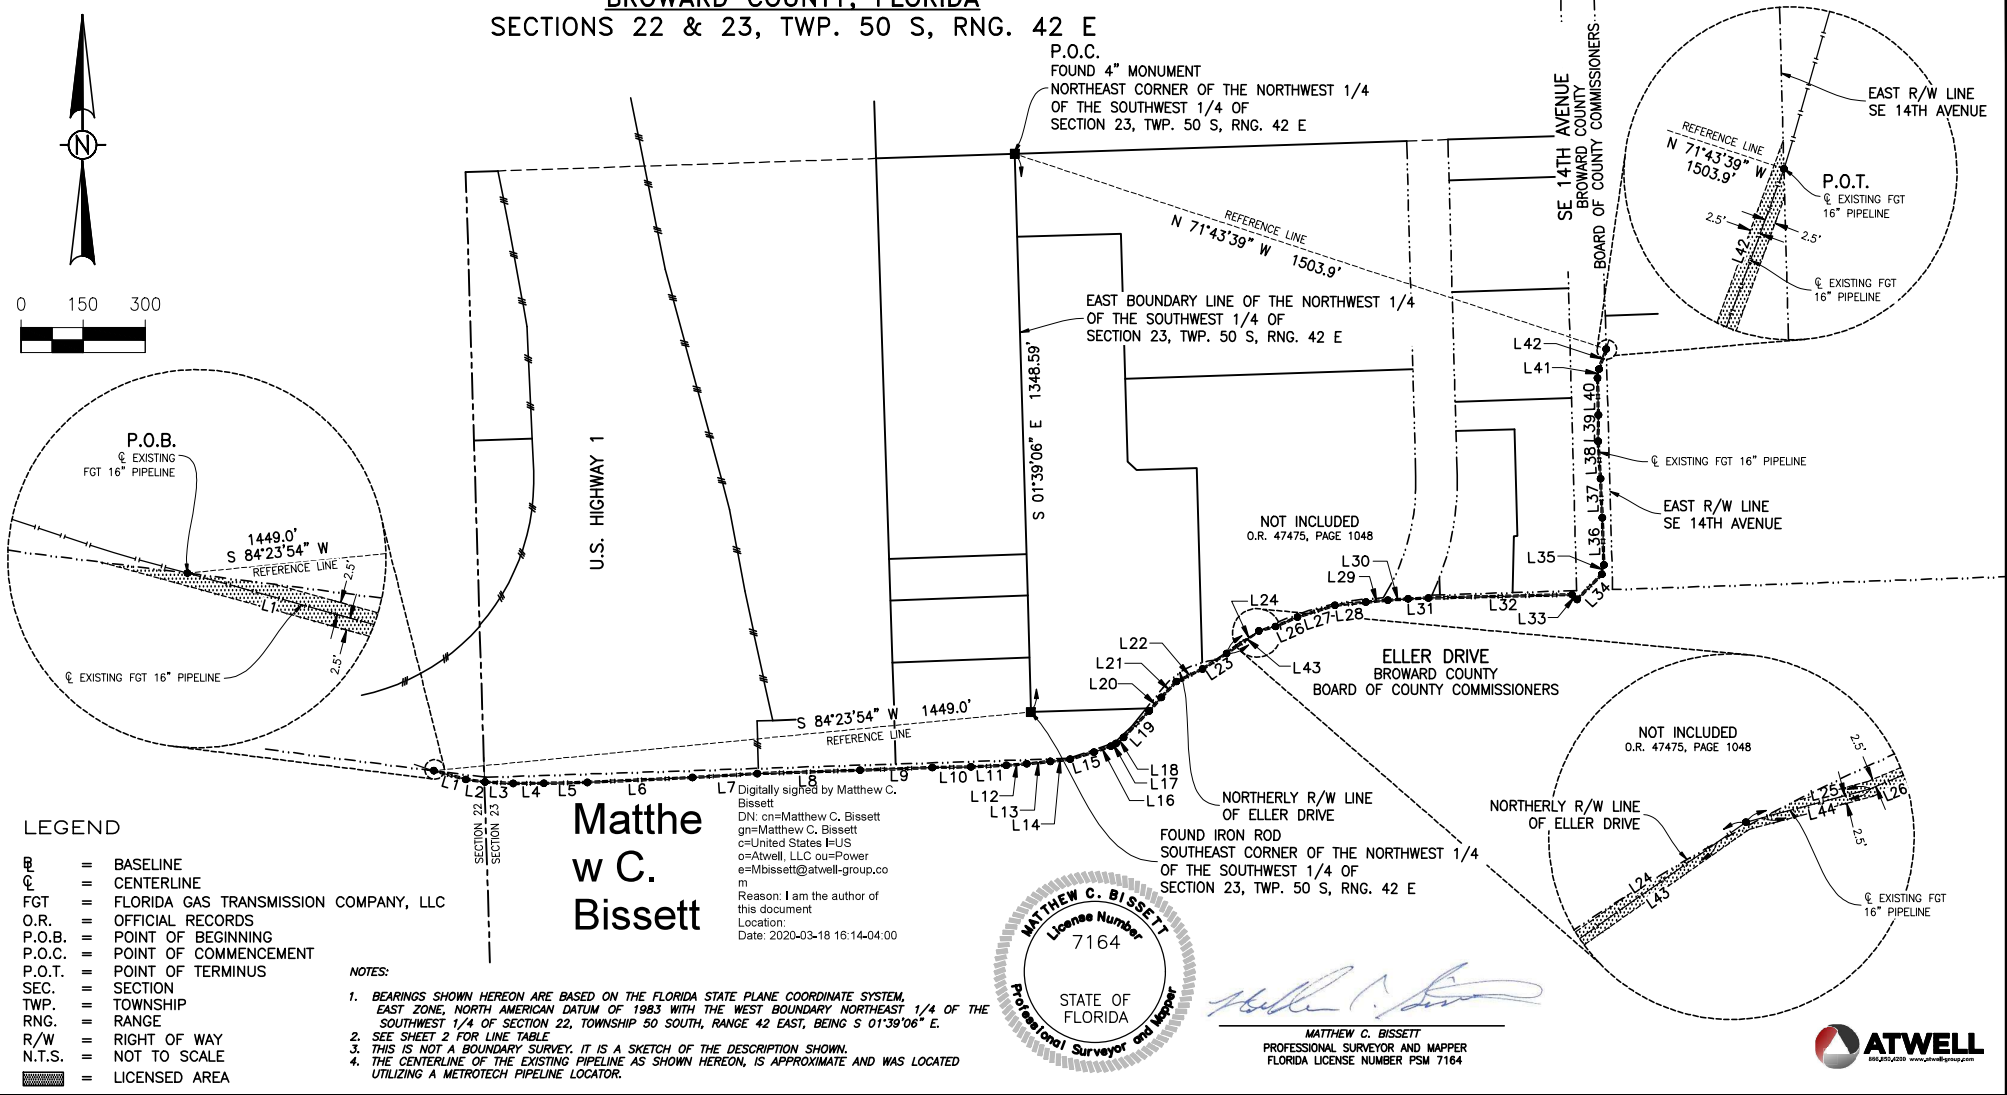 BROWARD COUNTY, FLORIDA
SECTIONS 22 & 23, TWP. 50 S, RNG. 42 E
N
0 150 300
P.O.C.
FOUND 4" MONUMENT
NORTHEAST CORNER OF THE NORTHWEST 1/4
OF THE SOUTHWEST 1/4 OF
SECTION 23, TWP. 50 S, RNG. 42 E
SE 14TH AVENUE
BROWARD COUNTY
BOARD OF COUNTY COMMISSIONERS
EAST R/W LINE
SE 14TH AVENUE
REFERENCE LINE
N 71°43'39" W
1503.9'
P.O.T.
℄ EXISTING FGT
16" PIPELINE
2.5'
2.5'
L42
℄ EXISTING FGT
16" PIPELINE
REFERENCE LINE
N 71°43'39" W 1503.9'
EAST BOUNDARY LINE OF THE NORTHWEST 1/4
OF THE SOUTHWEST 1/4 OF
SECTION 23, TWP. 50 S, RNG. 42 E
S 01°39'06" E 1348.59'
U.S. HIGHWAY 1
L42
L41
L40
L39
L38
L37
L36
L35
L34
L33
℄ EXISTING FGT 16" PIPELINE
EAST R/W LINE
SE 14TH AVENUE
NOT INCLUDED
O.R. 47475, PAGE 1048
L30
L29
L24
L26
L27
L28
L31
L32
L22
L21
L20
L23
L43
ELLER DRIVE
BROWARD COUNTY
BOARD OF COUNTY COMMISSIONERS
P.O.B.
℄ EXISTING
FGT 16" PIPELINE
1449.0'
S 84°23'54" W
REFERENCE LINE
2.5'
L1
2.5'
℄ EXISTING FGT 16" PIPELINE
S 84°23'54" W 1449.0'
REFERENCE LINE
L1
L2
L3
L4
L5
L6
L7
L8
L9
L10
L11
L12
L13
L14
L15
L16
L17
L18
L19
SECTION 22
SECTION 23
NORTHERLY R/W LINE
OF ELLER DRIVE
FOUND IRON ROD
SOUTHEAST CORNER OF THE NORTHWEST 1/4
OF THE SOUTHWEST 1/4 OF
SECTION 23, TWP. 50 S, RNG. 42 E
NOT INCLUDED
O.R. 47475, PAGE 1048
2.5'
NORTHERLY R/W LINE
OF ELLER DRIVE
L25
L26
L44
2.5'
L24
L43
℄ EXISTING FGT
16" PIPELINE
Matthe
w C.
Bissett
Digitally signed by Matthew C.
Bissett
DN: cn=Matthew C. Bissett
gn=Matthew C. Bissett
c=United States l=US
o=Atwell, LLC ou=Power
e=Mbissett@atwell-group.co
m
Reason: I am the author of
this document
Location:
Date: 2020-03-18 16:14-04:00
LEGEND
B̵L = BASELINE
℄ = CENTERLINE
FGT = FLORIDA GAS TRANSMISSION COMPANY, LLC
O.R. = OFFICIAL RECORDS
P.O.B. = POINT OF BEGINNING
P.O.C. = POINT OF COMMENCEMENT
P.O.T. = POINT OF TERMINUS
SEC. = SECTION
TWP. = TOWNSHIP
RNG. = RANGE
R/W = RIGHT OF WAY
N.T.S. = NOT TO SCALE
= LICENSED AREA
NOTES:
1. BEARINGS SHOWN HEREON ARE BASED ON THE FLORIDA STATE PLANE COORDINATE SYSTEM,
EAST ZONE, NORTH AMERICAN DATUM OF 1983 WITH THE WEST BOUNDARY NORTHEAST 1/4 OF THE
SOUTHWEST 1/4 OF SECTION 22, TOWNSHIP 50 SOUTH, RANGE 42 EAST, BEING S 01°39'06" E.
2. SEE SHEET 2 FOR LINE TABLE
3. THIS IS NOT A BOUNDARY SURVEY. IT IS A SKETCH OF THE DESCRIPTION SHOWN.
4. THE CENTERLINE OF THE EXISTING PIPELINE AS SHOWN HEREON, IS APPROXIMATE AND WAS LOCATED
UTILIZING A METROTECH PIPELINE LOCATOR.
MATTHEW C. BISSETT
License Number
7164
STATE OF
FLORIDA
Professional Surveyor and Mapper
MATTHEW C. BISSETT
PROFESSIONAL SURVEYOR AND MAPPER
FLORIDA LICENSE NUMBER PSM 7164
ATWELL
866.850.4200 www.atwell-group.com